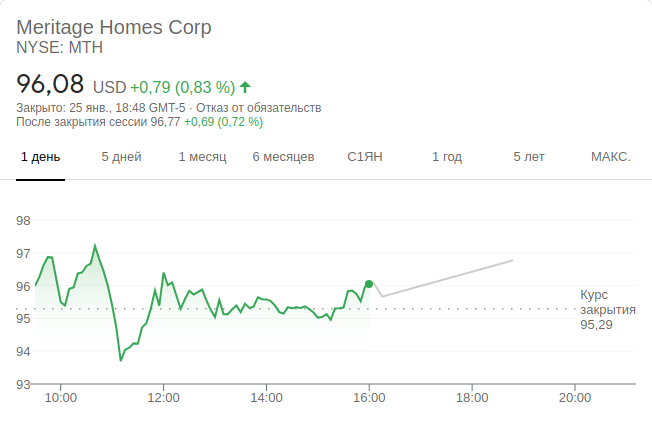 Meritage Homes Corp
NYSE: MTH
96,08 USD +0,79 (0,83 %)
Закрыто: 25 янв., 18:48 GMT-5 · Отказ от обязательств
После закрытия сессии 96,77 +0,69 (0,72 %)
1 день 5 дней 1 месяц 6 месяцев С1ЯН 1 год 5 лет МАКС.
98
97
96
95
94
93
Курс
закрытия
95,29
10:00 12:00 14:00 16:00 18:00 20:00